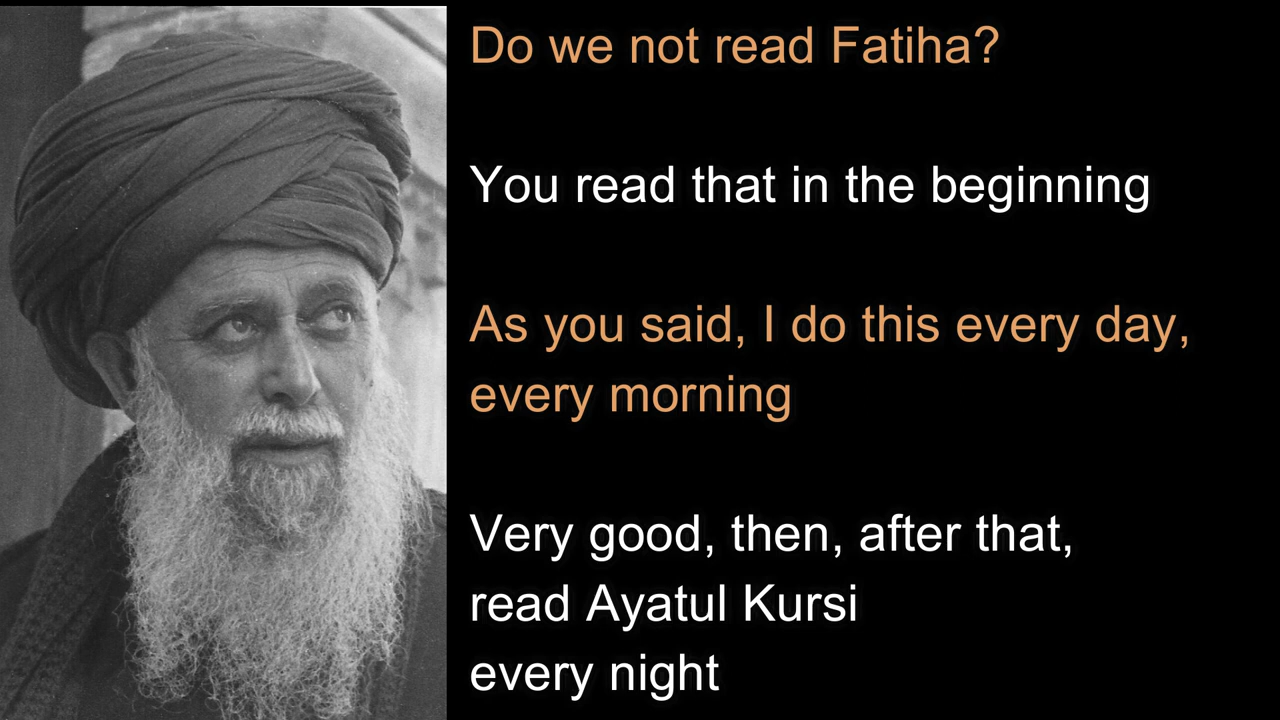 Do we not read Fatiha?
You read that in the beginning
As you said, I do this every day,
every morning
Very good, then, after that,
read Ayatul Kursi
every night